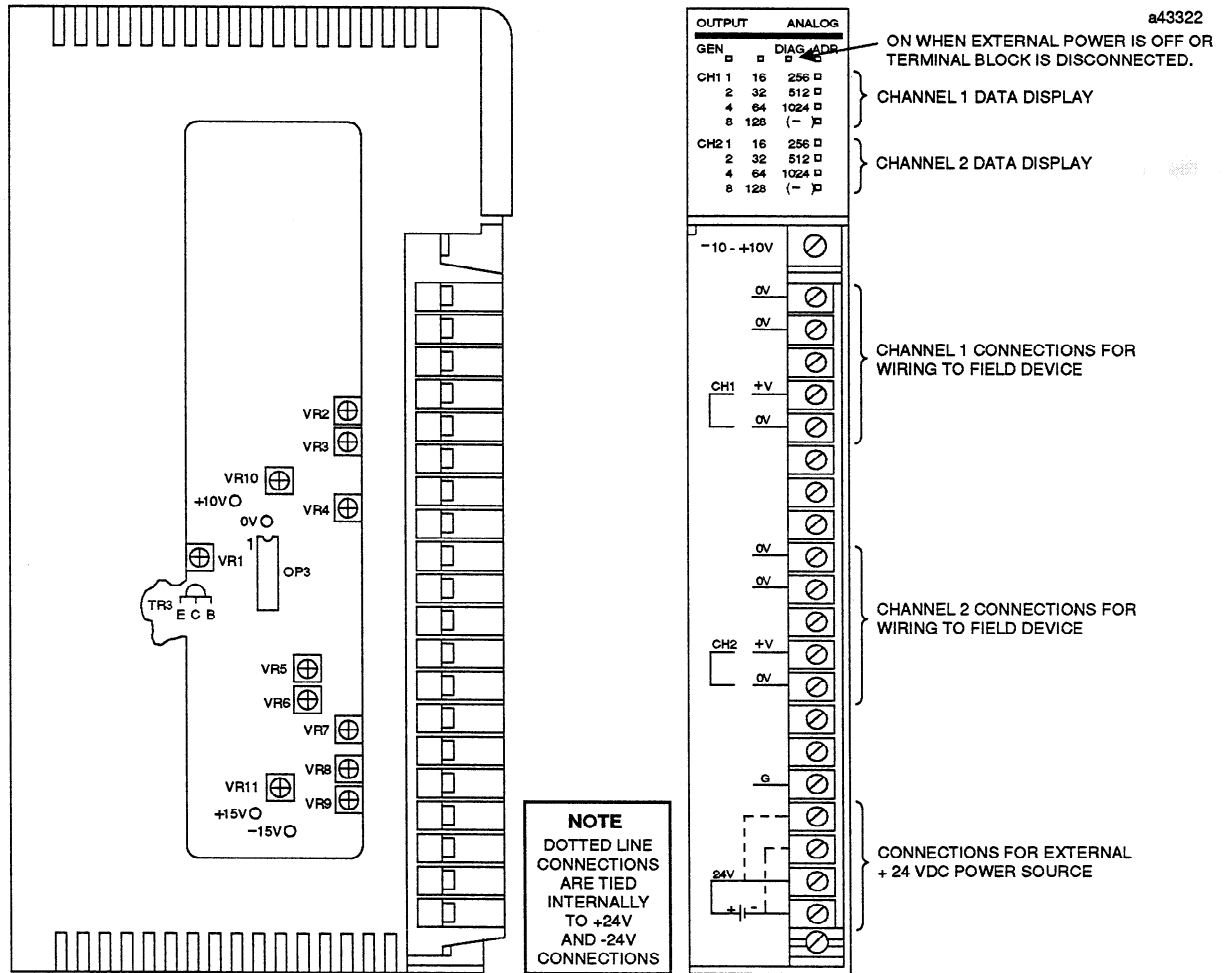 a43322
OUTPUT ANALOG
GEN DIAG ADR
ON WHEN EXTERNAL POWER IS OFF OR
TERMINAL BLOCK IS DISCONNECTED.
CH1 1 16 256
2 32 512
4 64 1024
8 128 (- )
CHANNEL 1 DATA DISPLAY
CH2 1 16 256
2 32 512
4 64 1024
8 128 (- )
CHANNEL 2 DATA DISPLAY
-10 - +10V
0V
0V
CH1 +V
0V
CHANNEL 1 CONNECTIONS FOR
WIRING TO FIELD DEVICE
0V
0V
CH2 +V
0V
CHANNEL 2 CONNECTIONS FOR
WIRING TO FIELD DEVICE
G
24V
+ -
CONNECTIONS FOR EXTERNAL
+ 24 VDC POWER SOURCE
VR2
VR3
VR10
+10V
VR4
0V
1
VR1
OP3
TR3
E C B
VR5
VR6
VR7
VR8
VR11
VR9
+15V
-15V
NOTE
DOTTED LINE
CONNECTIONS
ARE TIED
INTERNALLY
TO +24V
AND -24V
CONNECTIONS